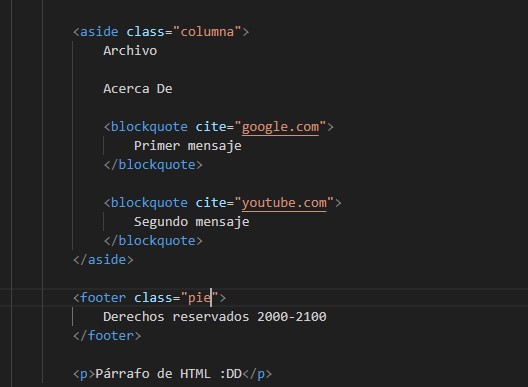 <aside class="columna">
Archivo
Acerca De
<blockquote cite="google.com">
Primer mensaje
</blockquote>
<blockquote cite="youtube.com">
Segundo mensaje
</blockquote>
</aside>
<footer class="pie">
Derechos reservados 2000-2100
</footer>
<p>Párrafo de HTML :DD</p>